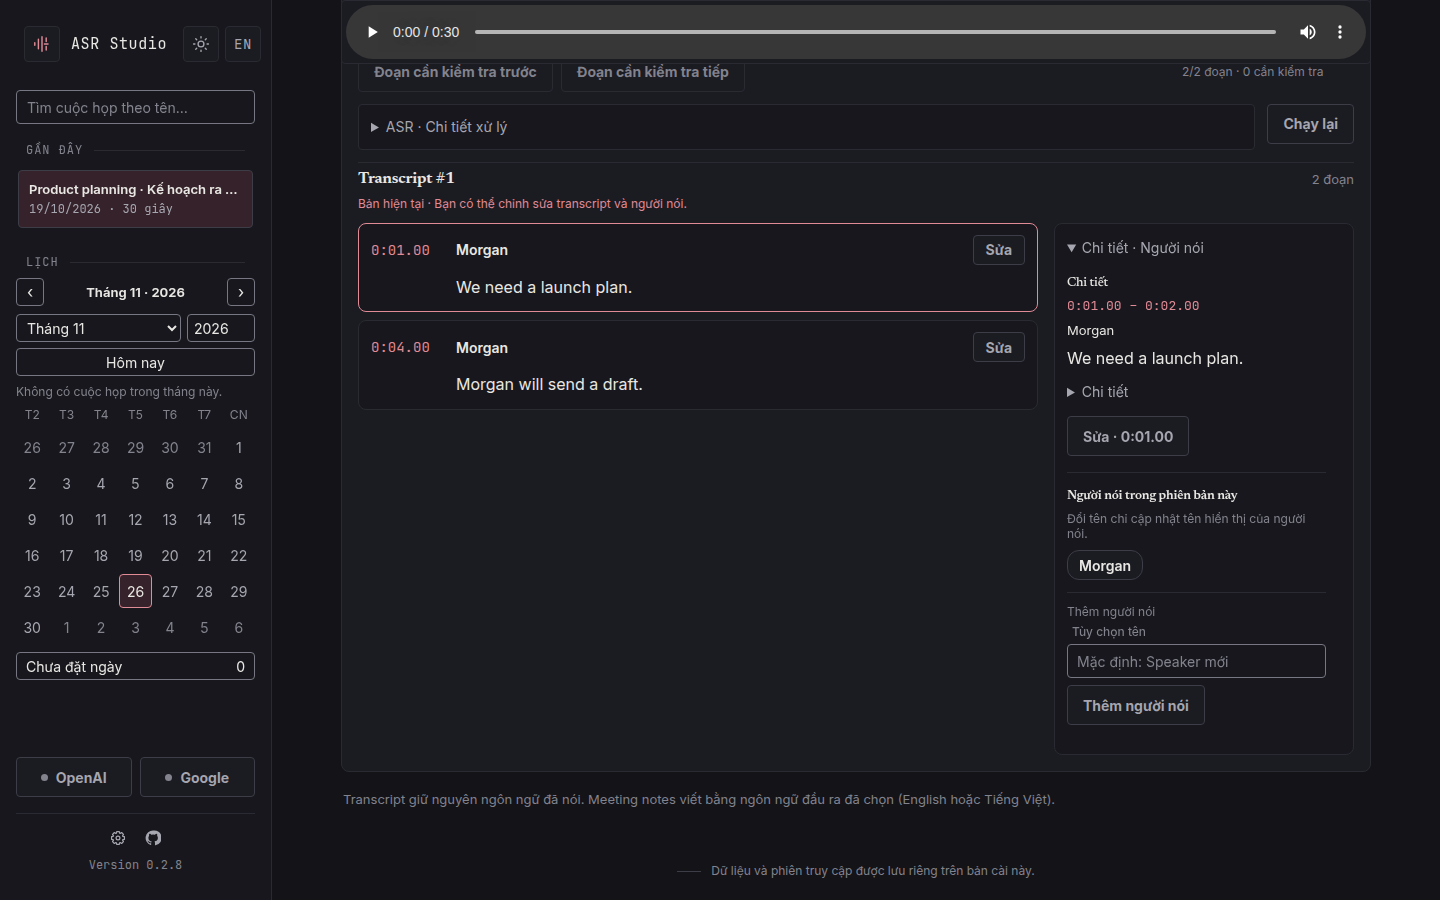 ASR Studio
EN
Tìm cuộc họp theo tên...
GẦN ĐÂY
Product planning · Kế hoạch ra ...
19/10/2026 · 30 giây
LỊCH
‹ Tháng 11 · 2026 ›
Tháng 11 2026
Hôm nay
Không có cuộc họp trong tháng này.
T2 T3 T4 T5 T6 T7 CN
26 27 28 29 30 31 1
2 3 4 5 6 7 8
9 10 11 12 13 14 15
16 17 18 19 20 21 22
23 24 25 26 27 28 29
30 1 2 3 4 5 6
Chưa đặt ngày 0
OpenAI Google
Version 0.2.8
0:00 / 0:30
Đoạn cần kiểm tra trước Đoạn cần kiểm tra tiếp 2/2 đoạn · 0 cần kiểm tra
ASR · Chi tiết xử lý Chạy lại
Transcript #1 2 đoạn
Bản hiện tại · Bạn có thể chỉnh sửa transcript và người nói.
0:01.00 Morgan Sửa
We need a launch plan.
0:04.00 Morgan Sửa
Morgan will send a draft.
Chi tiết · Người nói
Chi tiết
0:01.00 – 0:02.00
Morgan
We need a launch plan.
Chi tiết
Sửa · 0:01.00
Người nói trong phiên bản này
Đổi tên chỉ cập nhật tên hiển thị của người
nói.
Morgan
Thêm người nói
Tùy chọn tên
Mặc định: Speaker mới
Thêm người nói
Transcript giữ nguyên ngôn ngữ đã nói. Meeting notes viết bằng ngôn ngữ đầu ra đã chọn (English hoặc Tiếng Việt).
Dữ liệu và phiên truy cập được lưu riêng trên bản cài này.